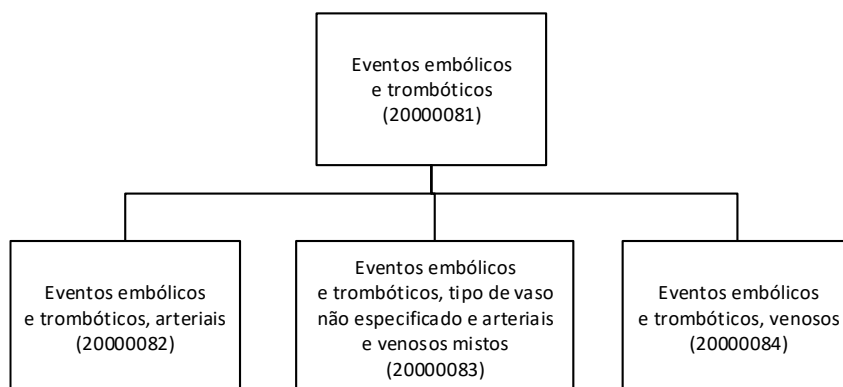 Eventos embólicos
e trombóticos
(20000081)
Eventos embólicos
e trombóticos, arteriais
(20000082)
Eventos embólicos
e trombóticos, tipo de vaso
não especificado e arteriais
e venosos mistos
(20000083)
Eventos embólicos
e trombóticos, venosos
(20000084)